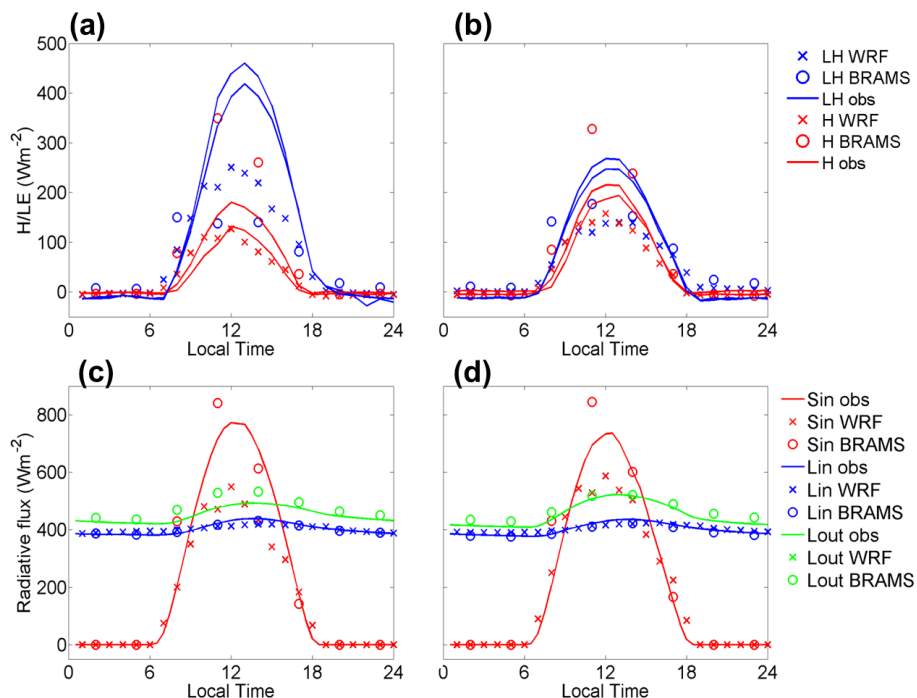 (a)
(b)
500
400
300
200
100
0
H/LE (Wm-2)
0 6 12 18 24
Local Time
0 6 12 18 24
Local Time
LH WRF
LH BRAMS
LH obs
H WRF
H BRAMS
H obs
(c)
(d)
800
600
400
200
0
Radiative flux (Wm-2)
0 6 12 18 24
Local Time
0 6 12 18 24
Local Time
Sin obs
Sin WRF
Sin BRAMS
Lin obs
Lin WRF
Lin BRAMS
Lout obs
Lout WRF
Lout BRAMS